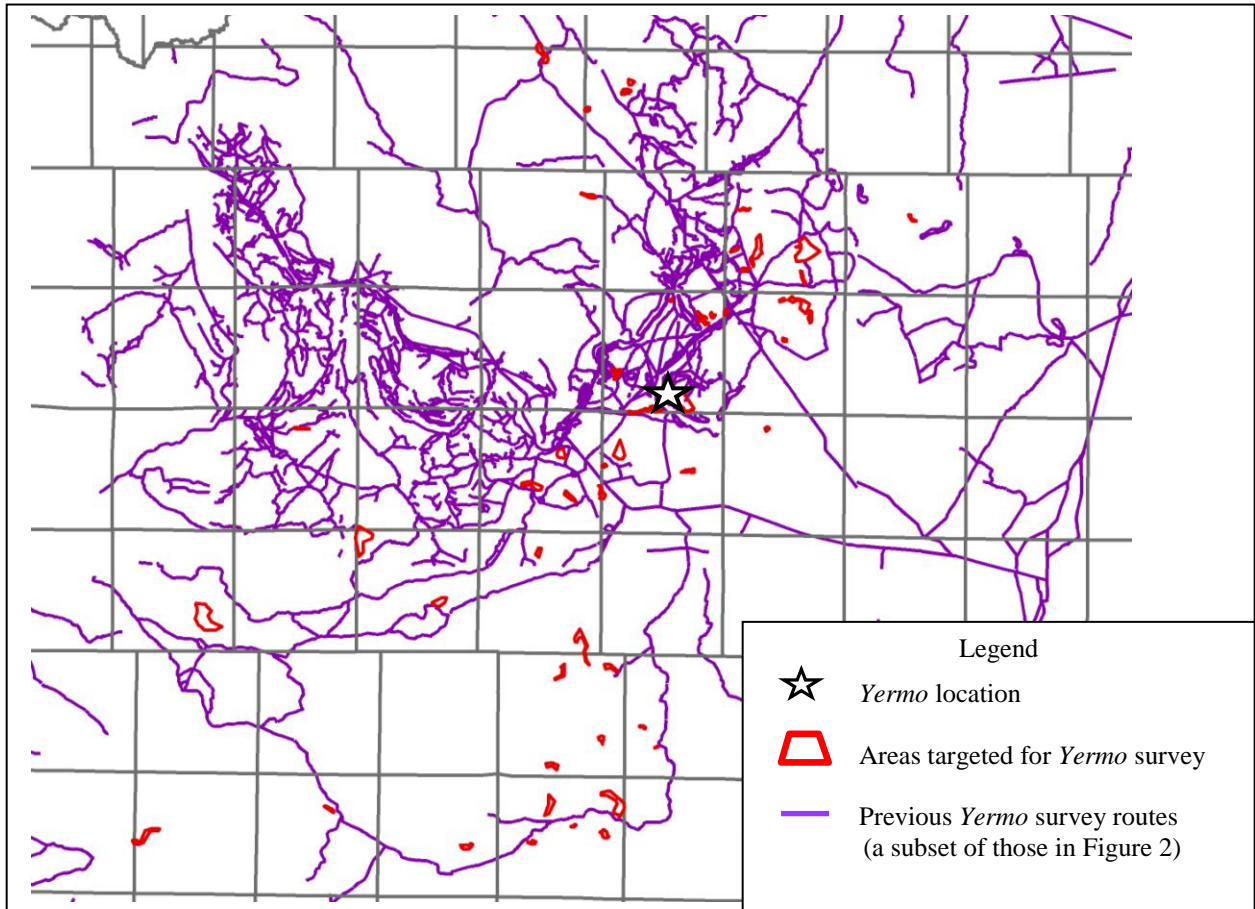 Legend
Yermo location
Areas targeted for Yermo survey
Previous Yermo survey routes
(a subset of those in Figure 2)